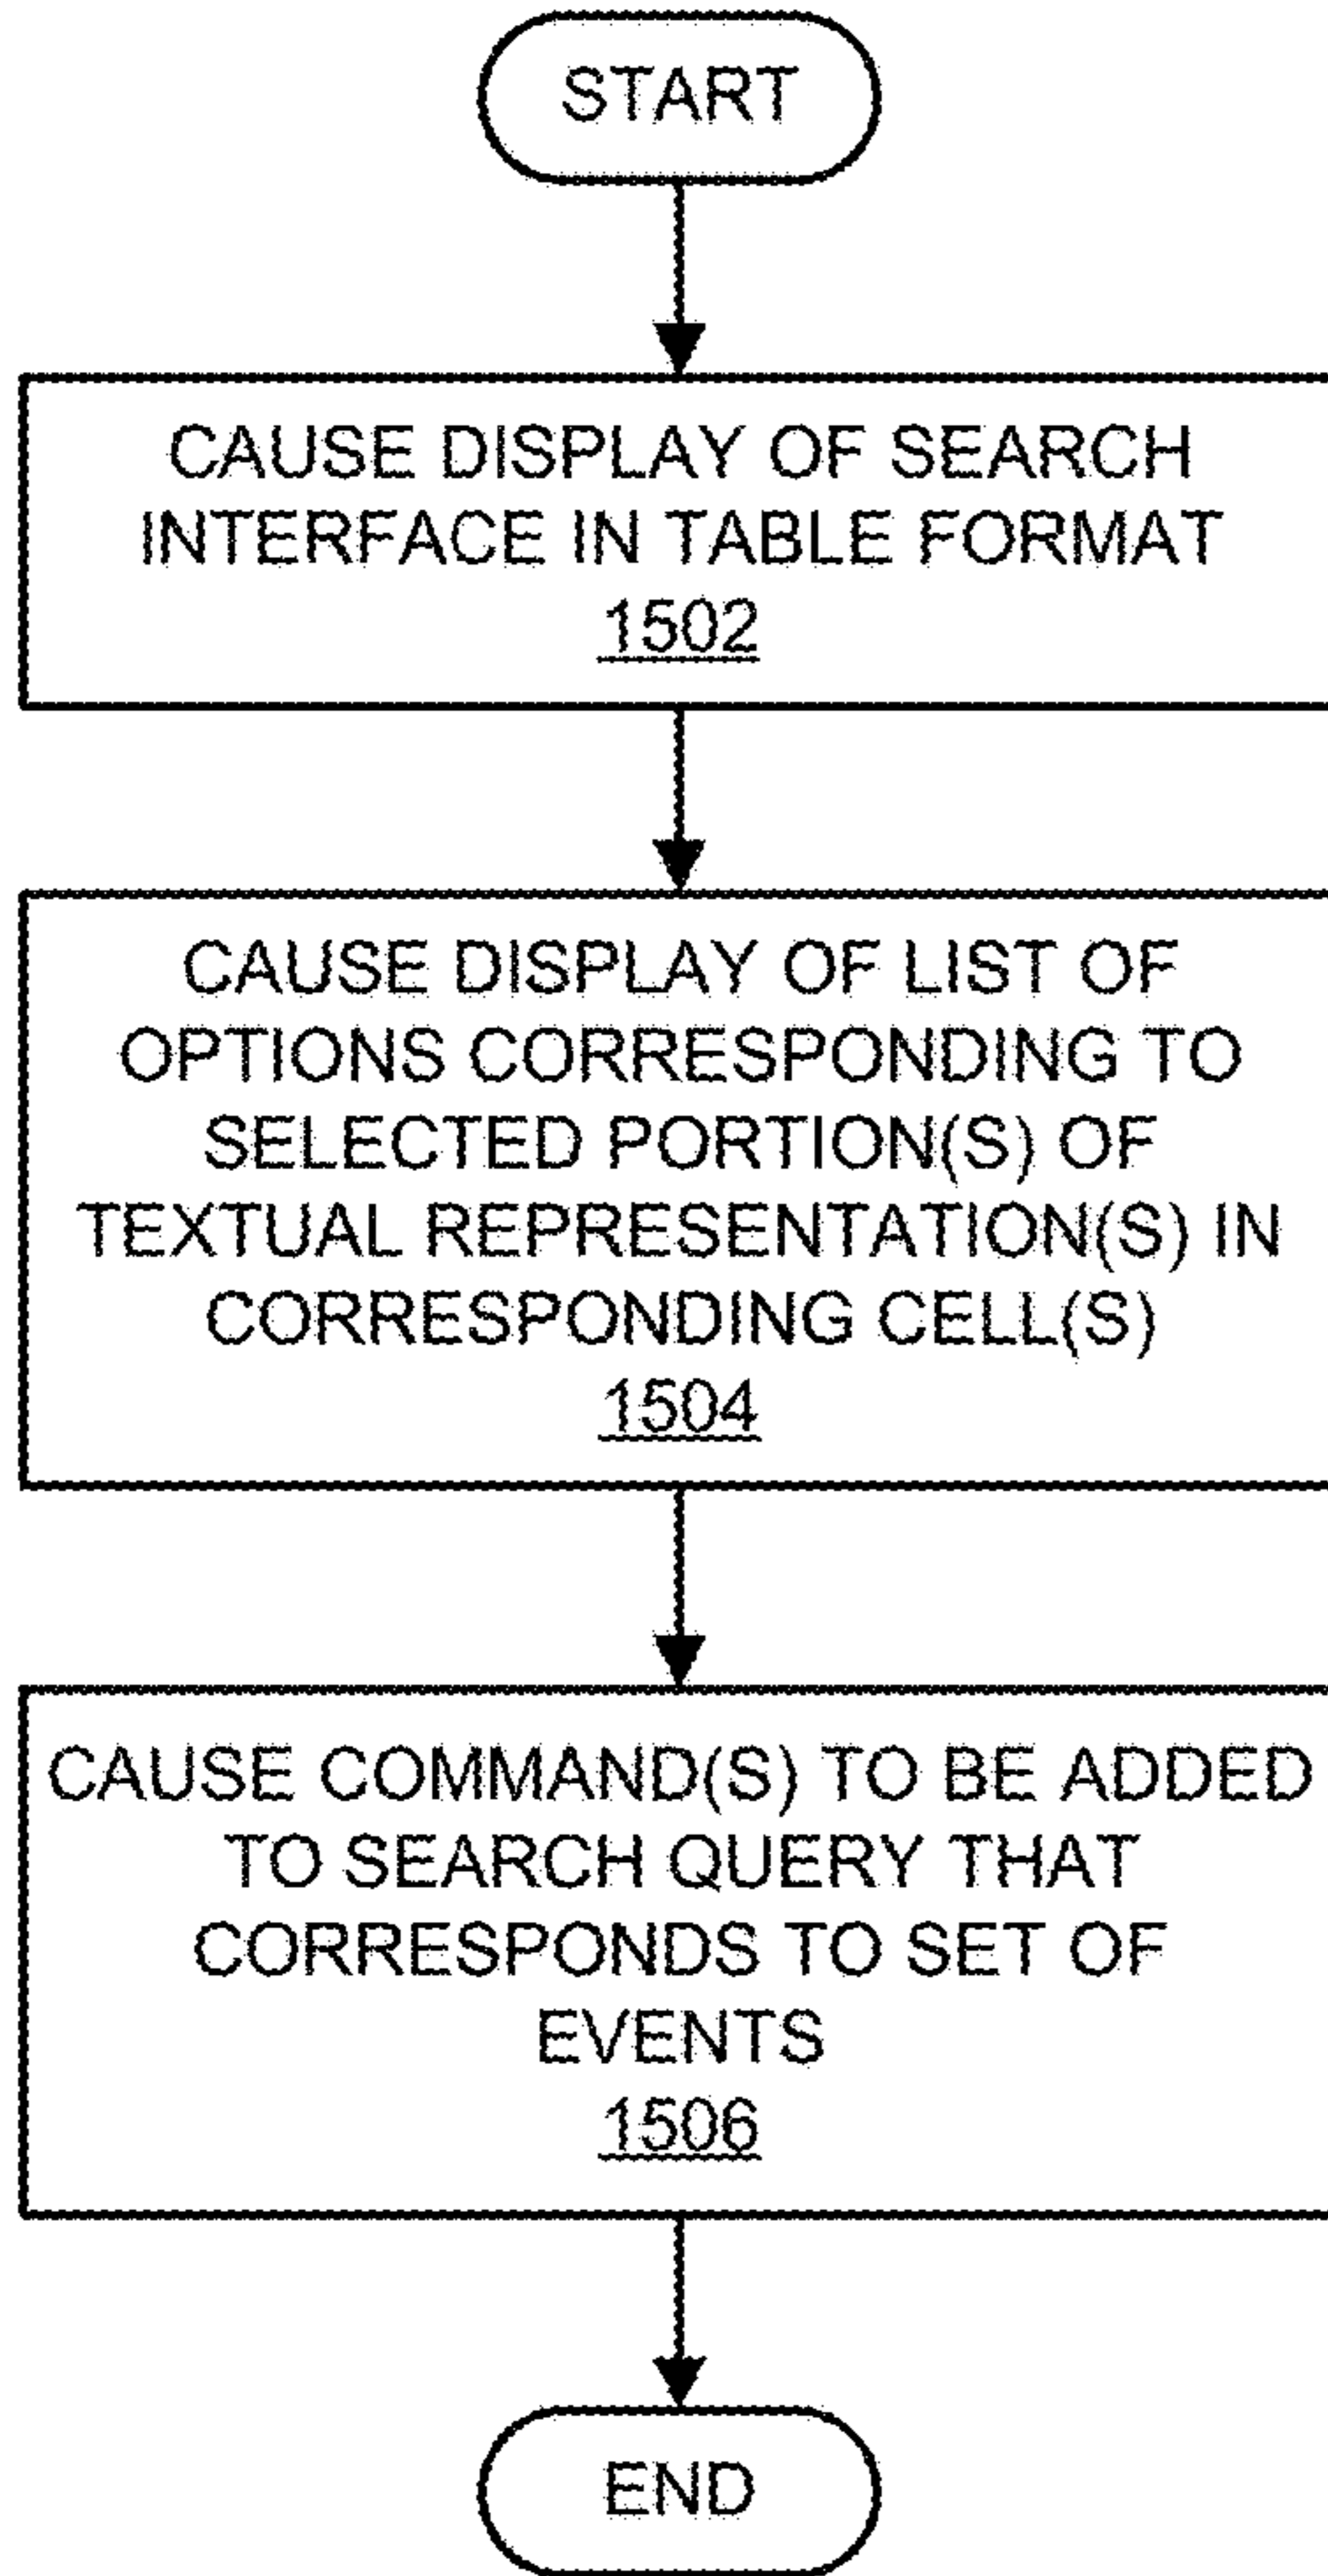 START
CAUSE DISPLAY OF SEARCH
INTERFACE IN TABLE FORMAT
1502
CAUSE DISPLAY OF LIST OF
OPTIONS CORRESPONDING TO
SELECTED PORTION(S) OF
TEXTUAL REPRESENTATION(S) IN
CORRESPONDING CELL(S)
1504
CAUSE COMMAND(S) TO BE ADDED
TO SEARCH QUERY THAT
CORRESPONDS TO SET OF
EVENTS
1506
END